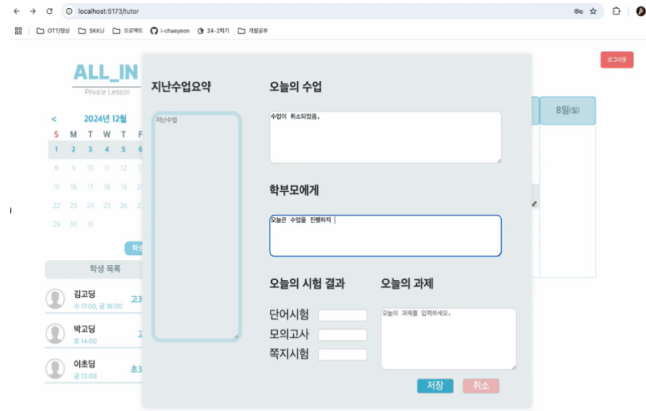 localhost:5173/tutor
OTT/영상
SKKU
프로젝트
i-chaeyeon
24-2학기
개발공부
로그아웃
ALL_IN
Private Lesson
< 2024년 12월
S M T W T F
1 2 3 4 5 6
8 9 10 11 12
15 16 17 18 19
22 23 24 25 26
29 30 31
학생 목록
김고딩
수 17:00, 금 18:00
박고딩
토 14:00
이초딩
금 13:00
지난수업요약
지난수업
오늘의 수업
수업이 취소되었음.
학부모에게
오늘은 수업을 진행하지
오늘의 시험 결과
단어시험
모의고사
쪽지시험
오늘의 과제
오늘의 과제를 입력하세요.
저장
취소
8일(일)